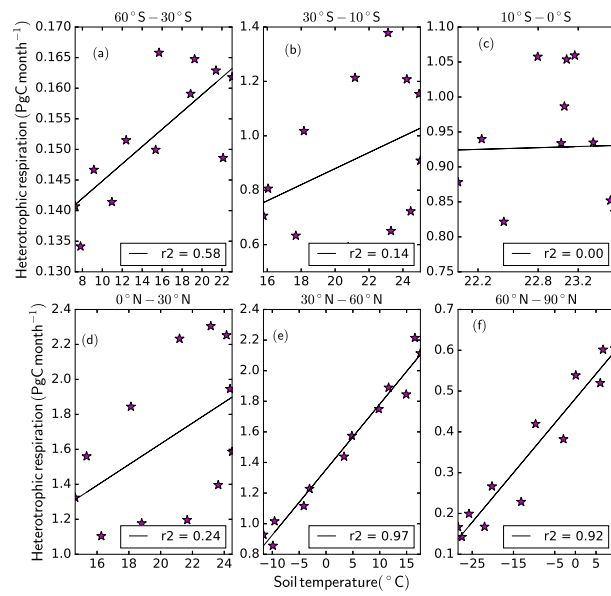 60°S−30°S 30°S−10°S 10°S−0°S
(a) (b) (c)
0.170 0.165 0.160 0.155 0.150 0.145 0.140 0.135 0.130
1.4 1.2 1.0 0.8 0.6
1.10 1.05 1.00 0.95 0.90 0.85 0.80 0.75
Heterotrophic respiration (PgC month−1)
r2 = 0.58 r2 = 0.14 r2 = 0.00
8 10 12 14 16 18 20 22
16 18 20 22 24
22.2 22.8 23.2
0°N−30°N 30°N−60°N 60°N−90°N
(d) (e) (f)
2.4 2.2 2.0 1.8 1.6 1.4 1.2 1.0
2.4 2.2 2.0 1.8 1.6 1.4 1.2 1.0 0.8
0.7 0.6 0.5 0.4 0.3 0.2 0.1
Heterotrophic respiration (PgC month−1)
r2 = 0.24 r2 = 0.97 r2 = 0.92
16 18 20 22 24
−10 −5 0 5 10 15
−25 −15 −5 0 5
Soil temperature(°C)